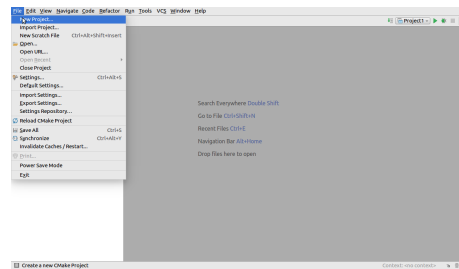 File Edit View Navigate Code Refactor Run Tools VCS Window Help
New Project...
Import Project...
New Scratch File Ctrl+Alt+Shift+Insert
Open...
Open URL...
Open Recent
Close Project
Settings... Ctrl+Alt+S
Default Settings...
Import Settings...
Export Settings...
Settings Repository...
Reload CMake Project
Save All Ctrl+S
Synchronize Ctrl+Alt+Y
Invalidate Caches / Restart...
Print...
Power Save Mode
Exit
Project1
Search Everywhere Double Shift
Go to File Ctrl+Shift+N
Recent Files Ctrl+E
Navigation Bar Alt+Home
Drop files here to open
Create a new CMake Project
Context: <no context>